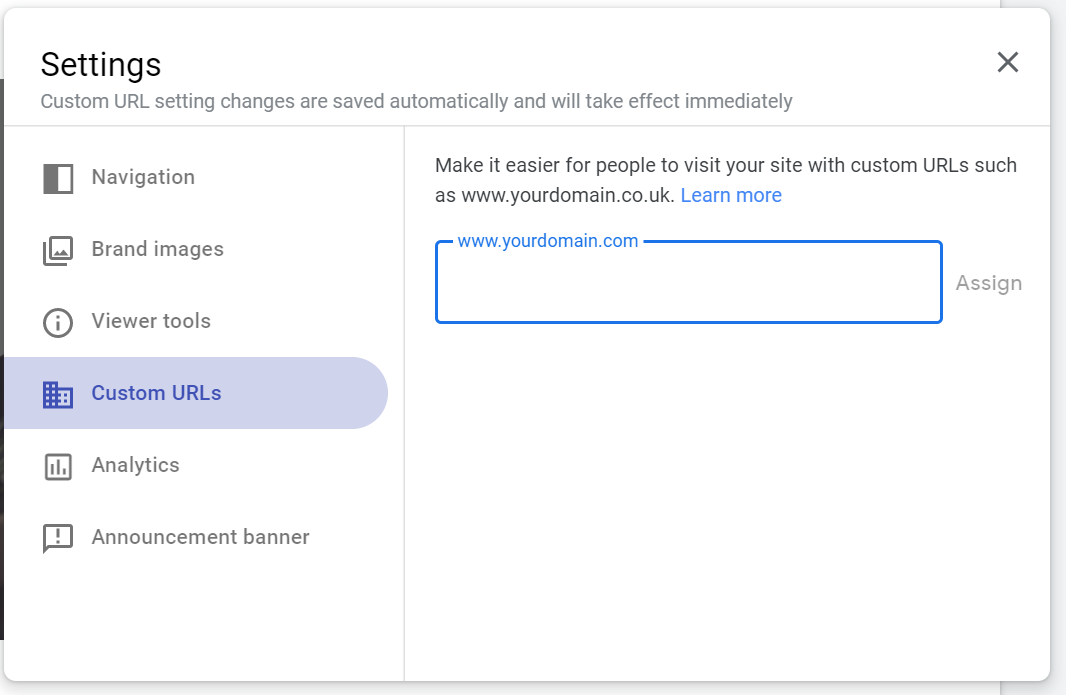 Settings
Custom URL setting changes are saved automatically and will take effect immediately
Navigation
Brand images
Viewer tools
Custom URLs
Analytics
Announcement banner
Make it easier for people to visit your site with custom URLs such
as www.yourdomain.co.uk. Learn more
www.yourdomain.com
Assign